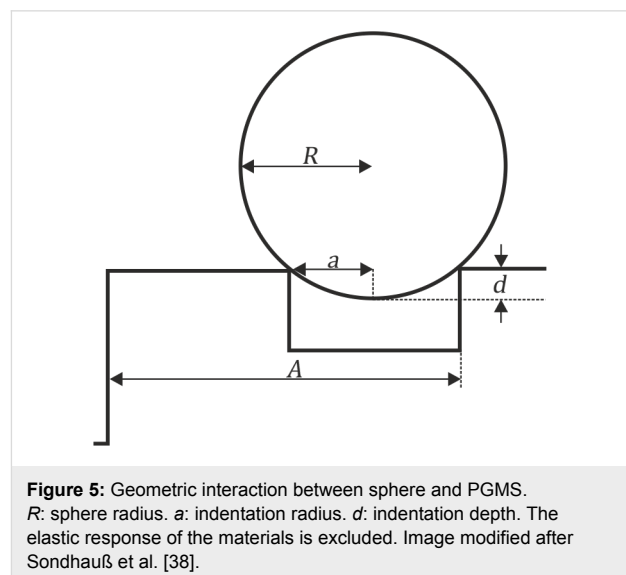 R
a
d
A
Figure 5: Geometric interaction between sphere and PGMS.
R: sphere radius. a: indentation radius. d: indentation depth. The
elastic response of the materials is excluded. Image modified after
Sondhauß et al. [38].